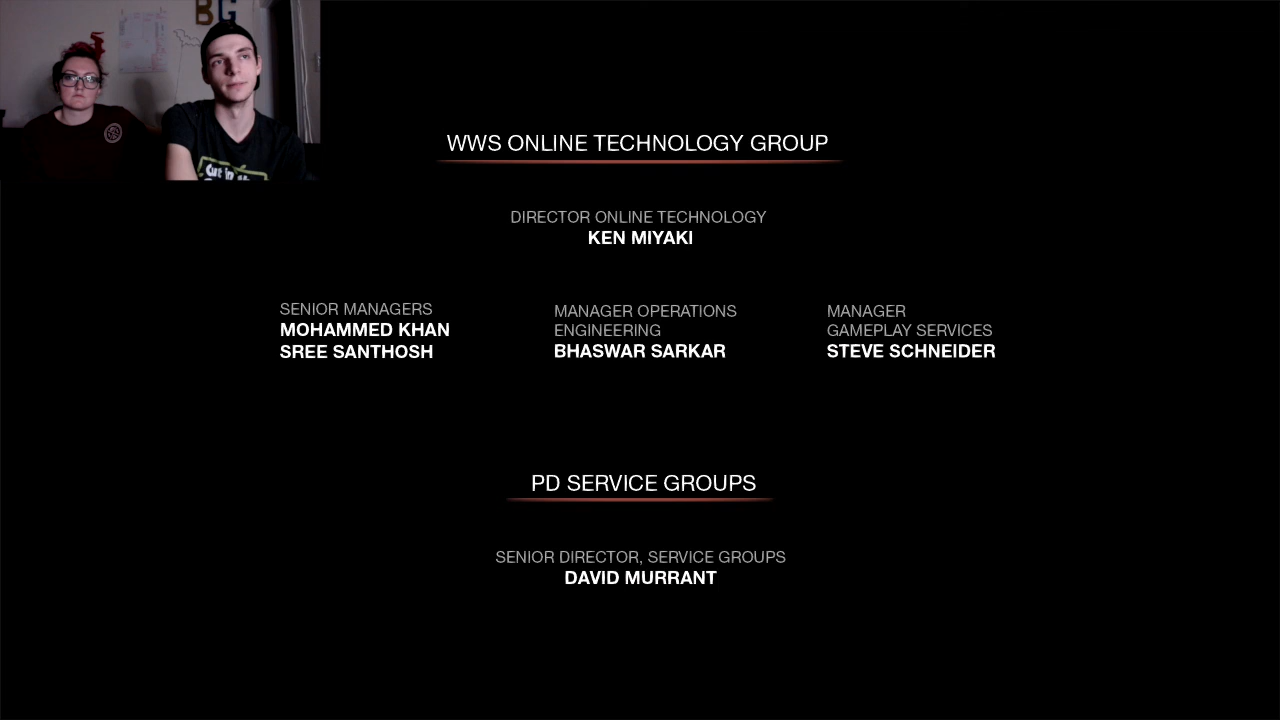 BG
WWS ONLINE TECHNOLOGY GROUP
DIRECTOR ONLINE TECHNOLOGY
KEN MIYAKI
SENIOR MANAGERS
MOHAMMED KHAN
SREE SANTHOSH
MANAGER OPERATIONS
ENGINEERING
BHASWAR SARKAR
MANAGER
GAMEPLAY SERVICES
STEVE SCHNEIDER
PD SERVICE GROUPS
SENIOR DIRECTOR, SERVICE GROUPS
DAVID MURRANT